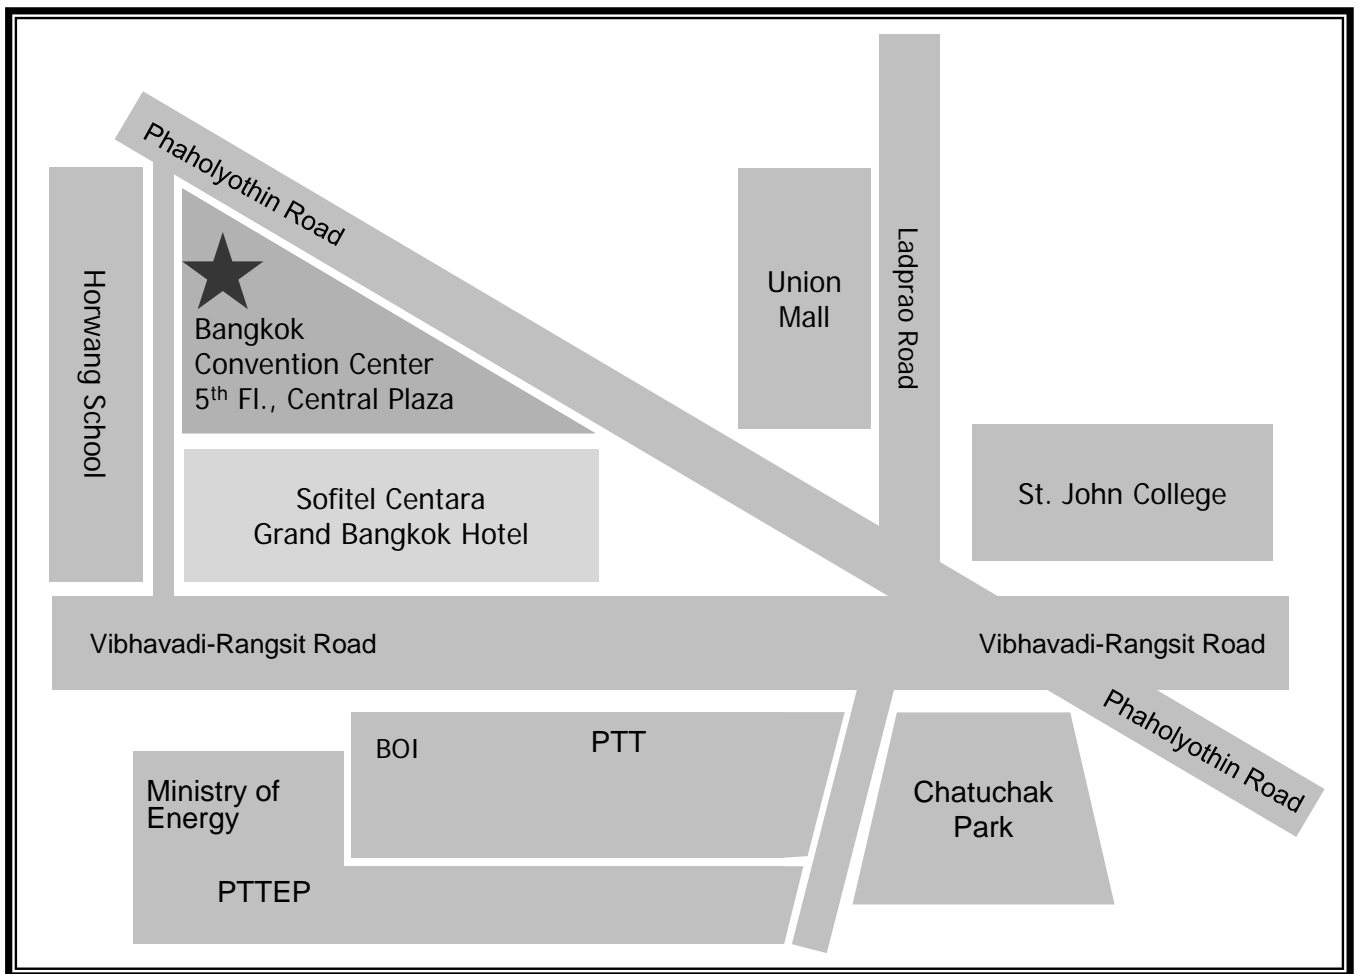 Phaholyothin Road
Horwang School
Bangkok
Convention Center
5th Fl., Central Plaza
Union
Mall
Ladprao Road
Sofitel Centara
Grand Bangkok Hotel
St. John College
Vibhavadi-Rangsit Road
Vibhavadi-Rangsit Road
Phaholyothin Road
BOI
PTT
Ministry of
Energy
PTTEP
Chatuchak
Park